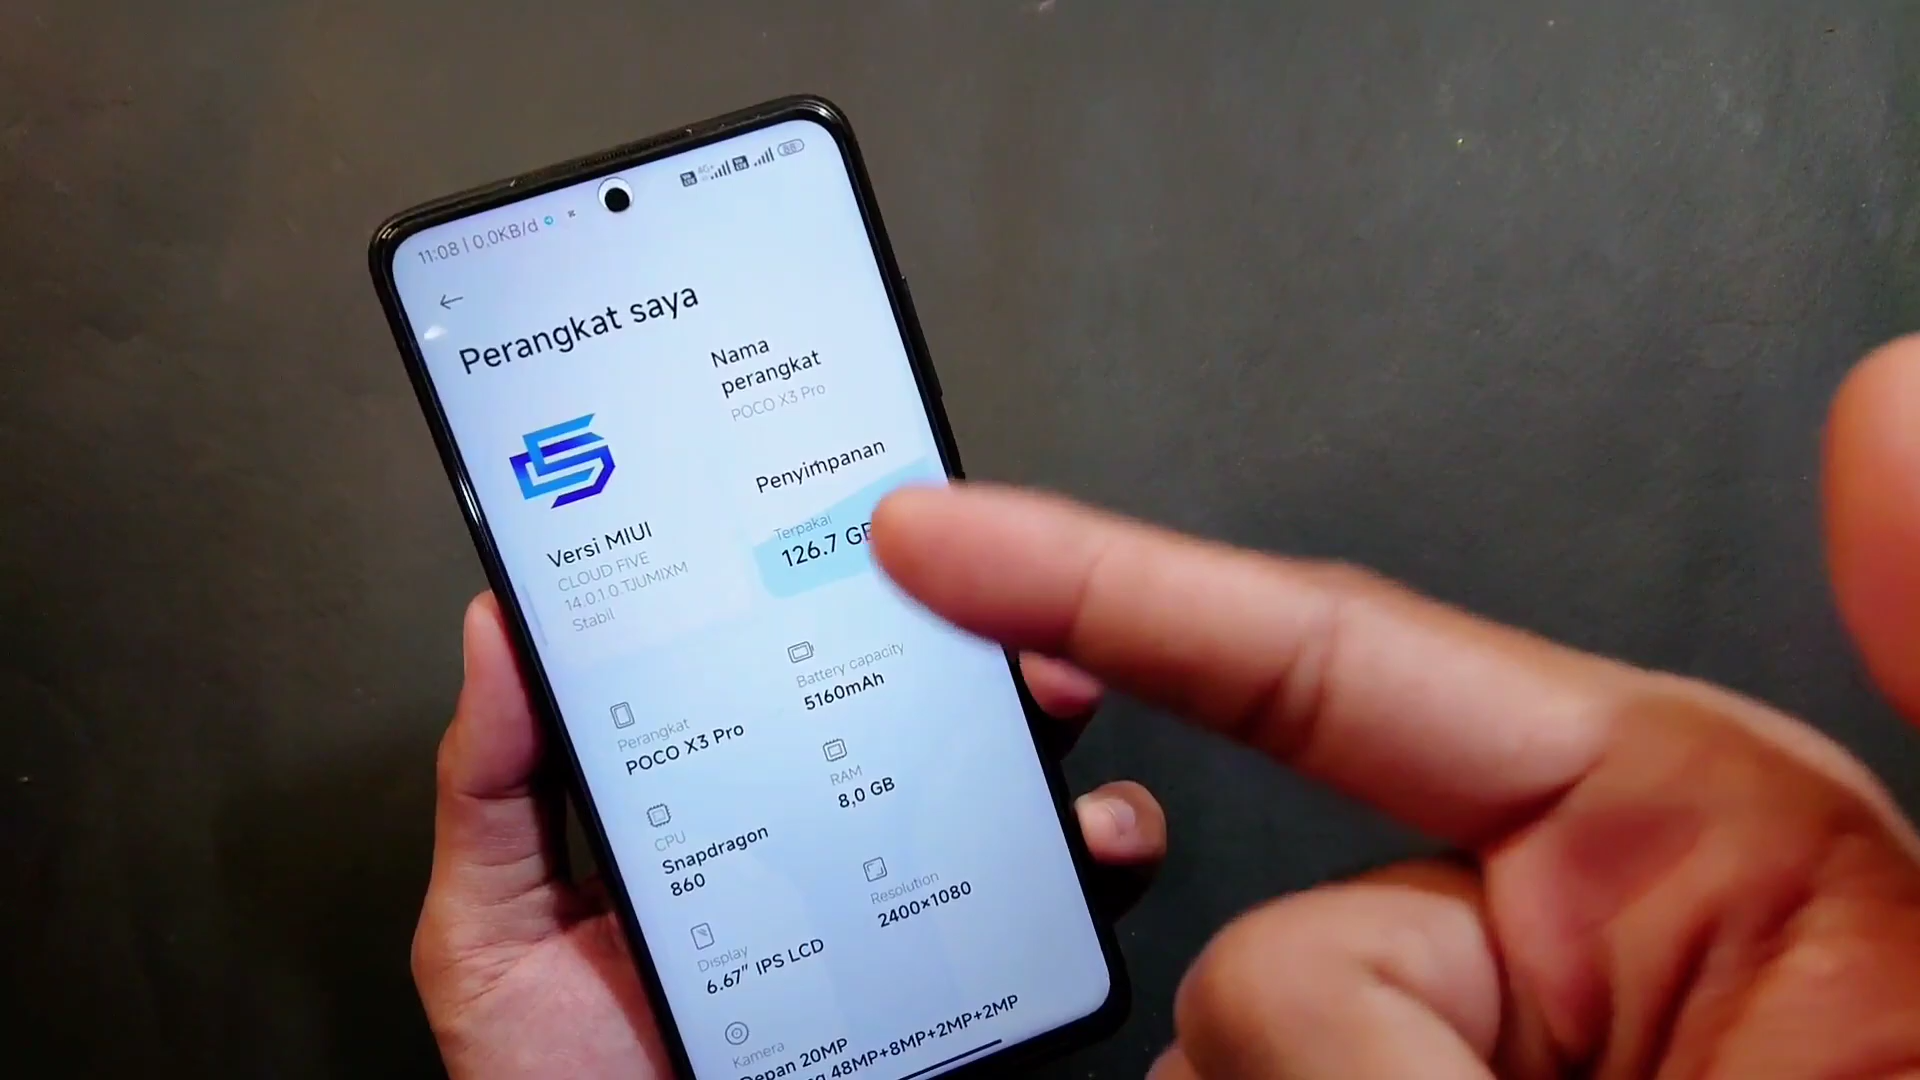 11:08 | 0,0KB/d
88
Perangkat saya
Nama
perangkat
POCO X3 Pro
Penyimpanan
Terpakai
126.7 GB
Versi MIUI
CLOUD FIVE
14.0.1.0.TJUMIXM
Stabil
Battery capacity
5160mAh
Perangkat
POCO X3 Pro
RAM
8,0 GB
CPU
Snapdragon
860
Resolution
2400×1080
Display
6.67" IPS LCD
Kamera
Depan 20MP
48MP+8MP+2MP+2MP